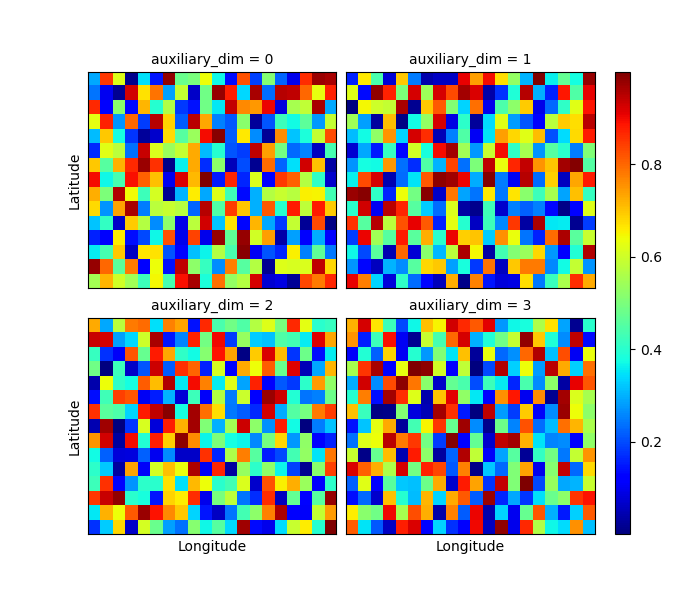 auxiliary_dim = 0
auxiliary_dim = 1
Latitude
0.8
0.6
auxiliary_dim = 2
auxiliary_dim = 3
Latitude
0.4
0.2
Longitude
Longitude